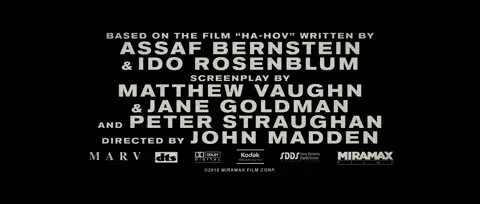 BASED ON THE FILM "HA-HOV" WRITTEN BY
ASSAF BERNSTEIN
& IDO ROSENBLUM
SCREENPLAY BY
MATTHEW VAUGHN
& JANE GOLDMAN
AND PETER STRAUGHAN
DIRECTED BY JOHN MADDEN
MARV dts DOLBY DIGITAL Kodak SDDS MIRAMAX
©2010 MIRAMAX FILM CORP.